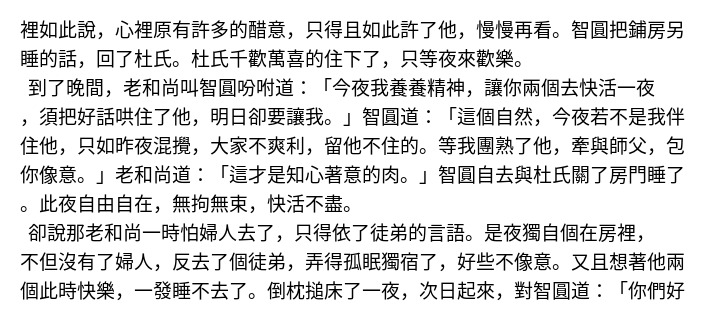 裡如此說，心裡原有許多的醋意，只得且如此許了他，慢慢再看。智圓把鋪房另
睡的話，回了杜氏。杜氏千歡萬喜的住下了，只等夜來歡樂。
到了晚間，老和尚叫智圓吩咐道：「今夜我養養精神，讓你兩個去快活一夜
，須把好話哄住了他，明日卻要讓我。」智圓道：「這個自然，今夜若不是我伴
住他，只如昨夜混攪，大家不爽利，留他不住的。等我團熟了他，牽與師父，包
你像意。」老和尚道：「這才是知心著意的肉。」智圓自去與杜氏關了房門睡了
。此夜自由自在，無拘無束，快活不盡。
卻說那老和尚一時怕婦人去了，只得依了徒弟的言語。是夜獨自個在房裡，
不但沒有了婦人，反去了個徒弟，弄得孤眠獨宿了，好些不像意。又且想著他兩
個此時快樂，一發睡不去了。倒枕搥床了一夜，次日起來，對智圓道：「你們好